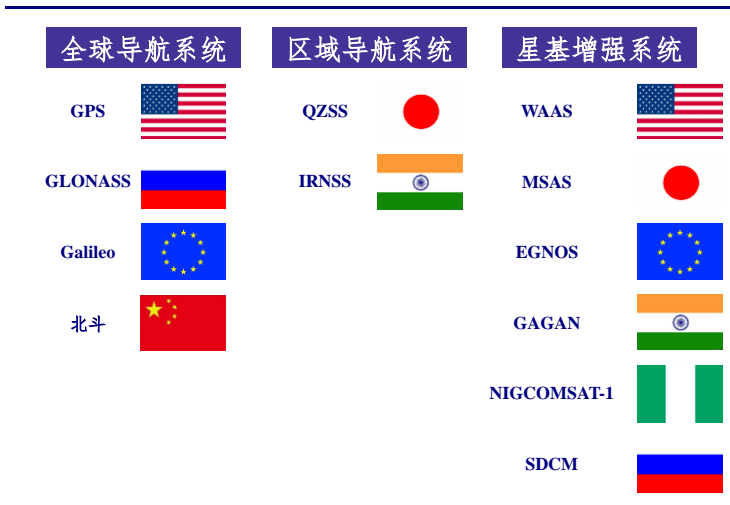 全球导航系统
区域导航系统
星基增强系统
GPS
QZSS
WAAS
GLONASS
IRNSS
MSAS
Galileo
EGNOS
北斗
GAGAN
NIGCOMSAT-1
SDCM